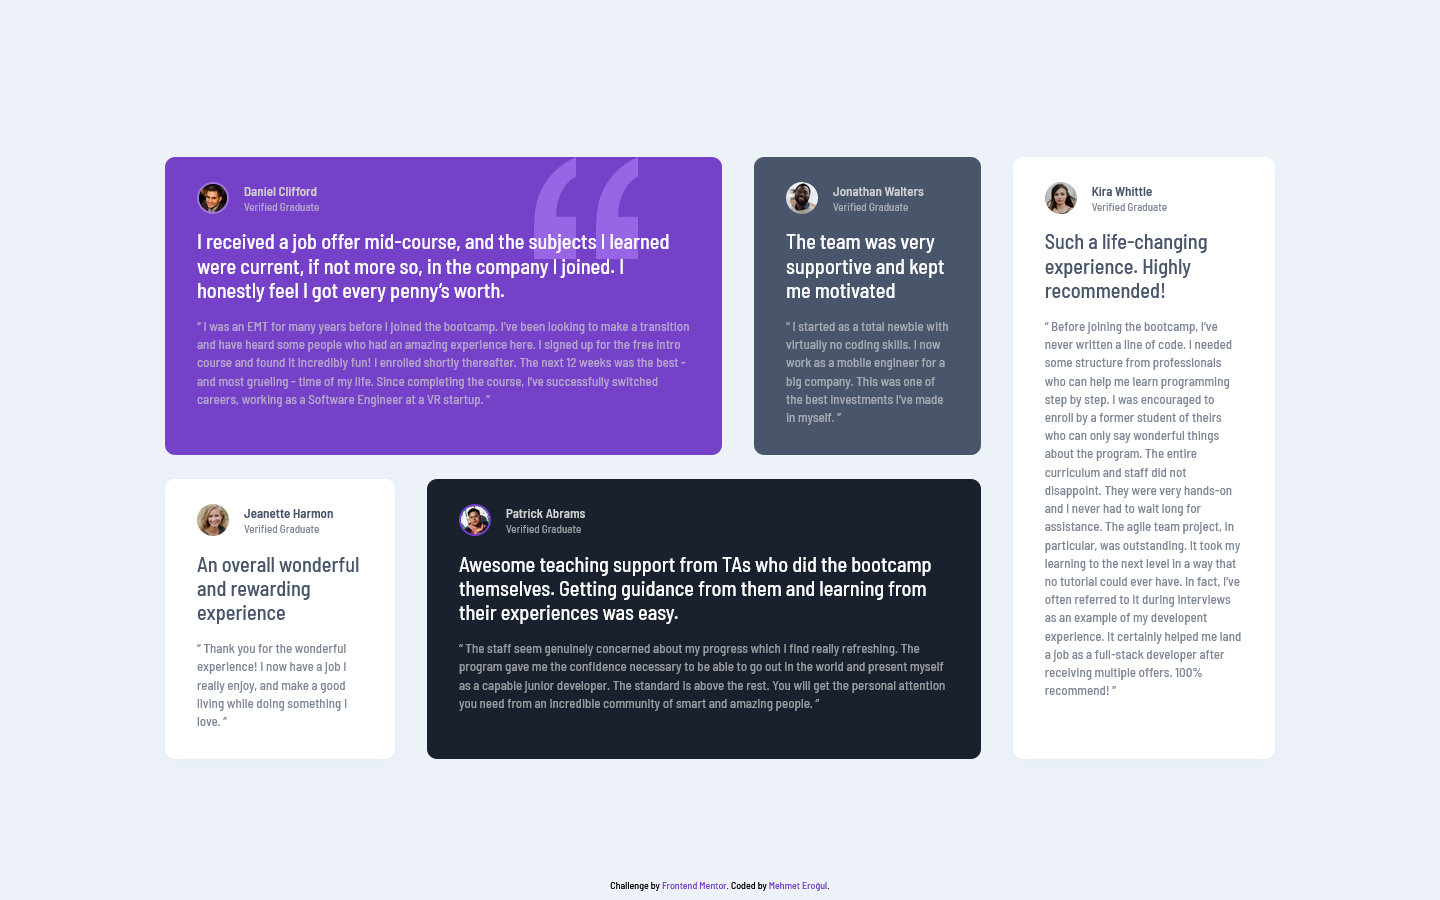 Daniel Clifford
Verified Graduate
I received a job offer mid-course, and the subjects I learned
were current, if not more so, in the company I joined. I
honestly feel I got every penny’s worth.
“ I was an EMT for many years before I joined the bootcamp. I’ve been looking to make a transition
and have heard some people who had an amazing experience here. I signed up for the free intro
course and found it incredibly fun! I enrolled shortly thereafter. The next 12 weeks was the best -
and most grueling - time of my life. Since completing the course, I’ve successfully switched
careers, working as a Software Engineer at a VR startup. ”
Jonathan Walters
Verified Graduate
The team was very
supportive and kept
me motivated
“ I started as a total newbie with
virtually no coding skills. I now
work as a mobile engineer for a
big company. This was one of
the best investments I’ve made
in myself. ”
Kira Whittle
Verified Graduate
Such a life-changing
experience. Highly
recommended!
“ Before joining the bootcamp, I’ve
never written a line of code. I needed
some structure from professionals
who can help me learn programming
step by step. I was encouraged to
enroll by a former student of theirs
who can only say wonderful things
about the program. The entire
curriculum and staff did not
disappoint. They were very hands-on
and I never had to wait long for
assistance. The agile team project, in
particular, was outstanding. It took my
learning to the next level in a way that
no tutorial could ever have. In fact, I’ve
often referred to it during interviews
as an example of my developent
experience. It certainly helped me land
a job as a full-stack developer after
receiving multiple offers. 100%
recommend! ”
Jeanette Harmon
Verified Graduate
An overall wonderful
and rewarding
experience
“ Thank you for the wonderful
experience! I now have a job I
really enjoy, and make a good
living while doing something I
love. ”
Patrick Abrams
Verified Graduate
Awesome teaching support from TAs who did the bootcamp
themselves. Getting guidance from them and learning from
their experiences was easy.
“ The staff seem genuinely concerned about my progress which I find really refreshing. The
program gave me the confidence necessary to be able to go out in the world and present myself
as a capable junior developer. The standard is above the rest. You will get the personal attention
you need from an incredible community of smart and amazing people. ”
Challenge by Frontend Mentor. Coded by Mehmet Eroğul.